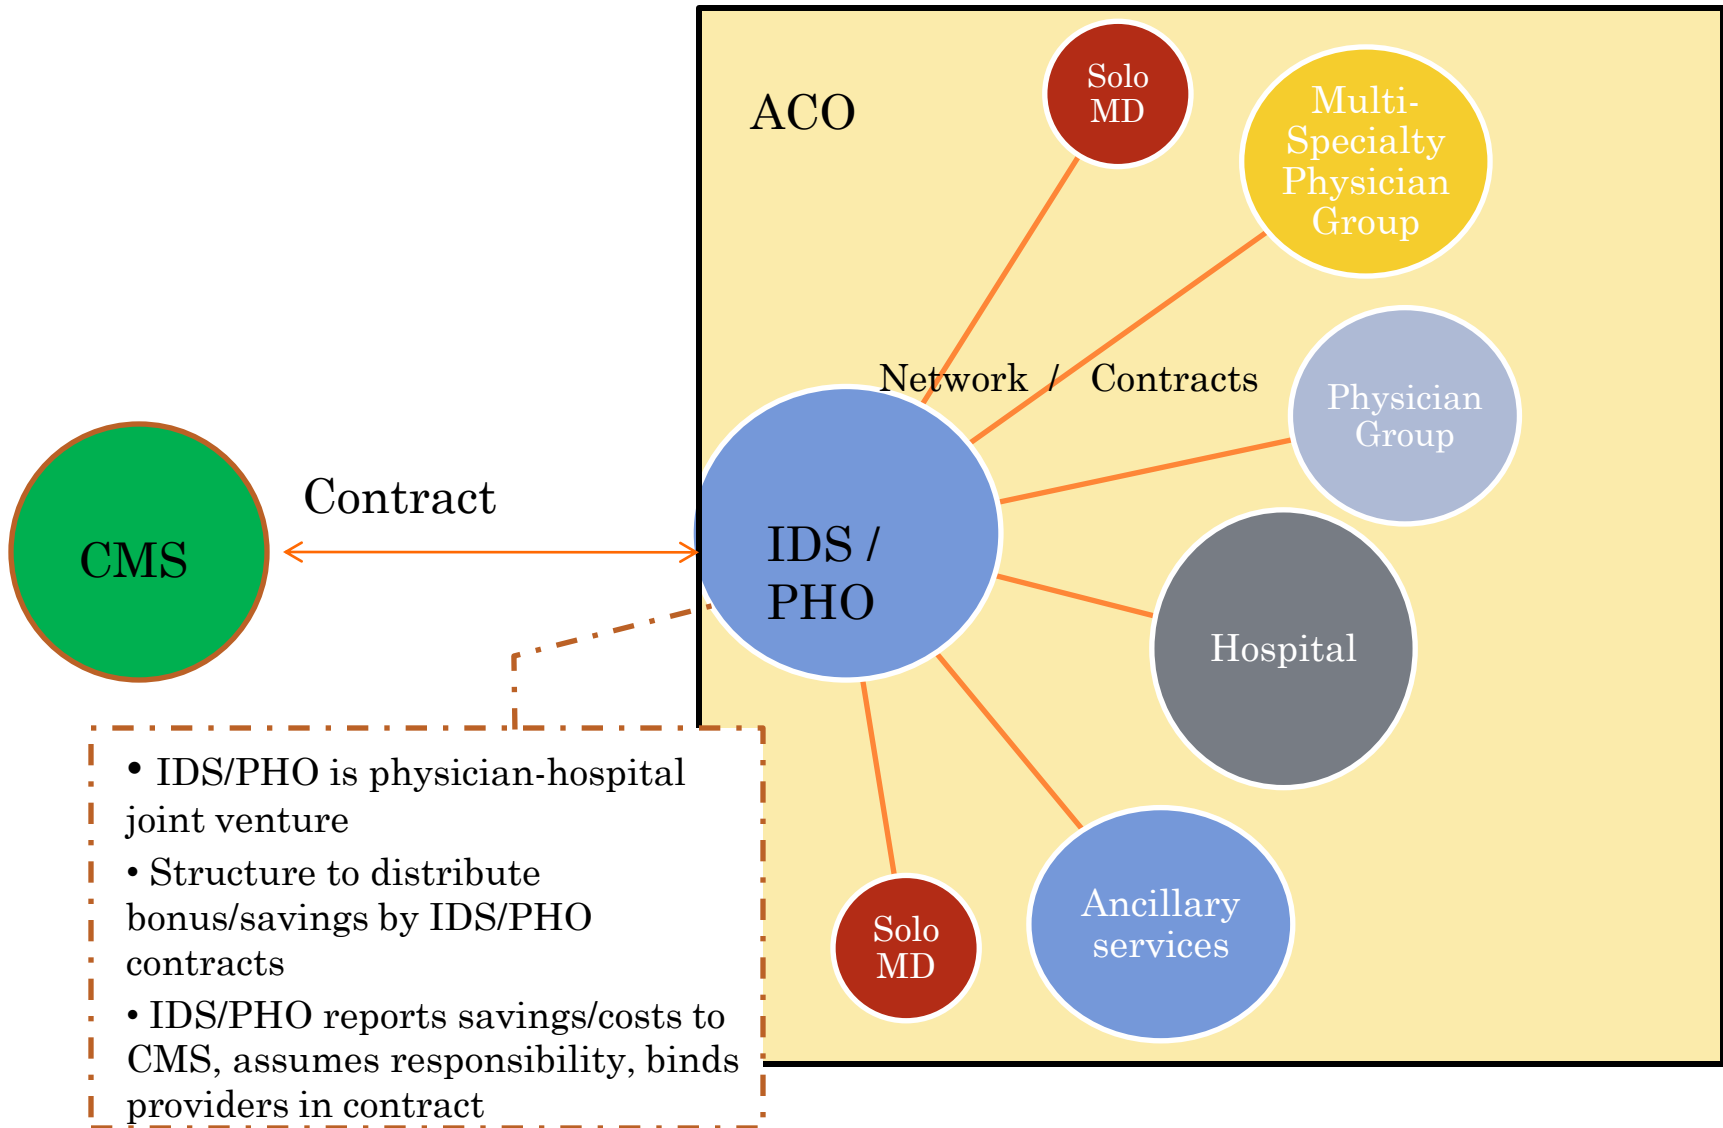 ACO
Solo
MD
Multi-
Specialty
Physician
Group
Network / Contracts
Physician
Group
Contract
CMS
IDS /
PHO
Hospital
• IDS/PHO is physician-hospital
joint venture
• Structure to distribute
bonus/savings by IDS/PHO
contracts
• IDS/PHO reports savings/costs to
CMS, assumes responsibility, binds
providers in contract
Solo
MD
Ancillary
services